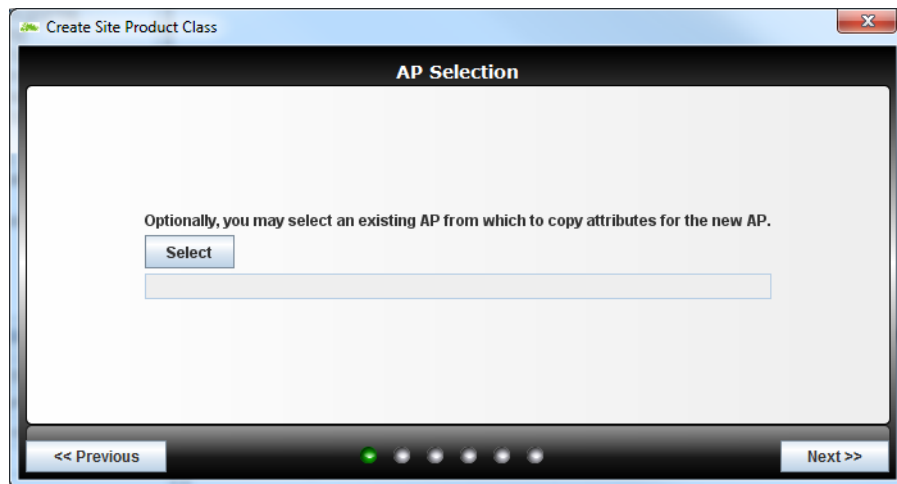 Create Site Product Class
AP Selection
Optionally, you may select an existing AP from which to copy attributes for the new AP.
Select
<< Previous
Next >>